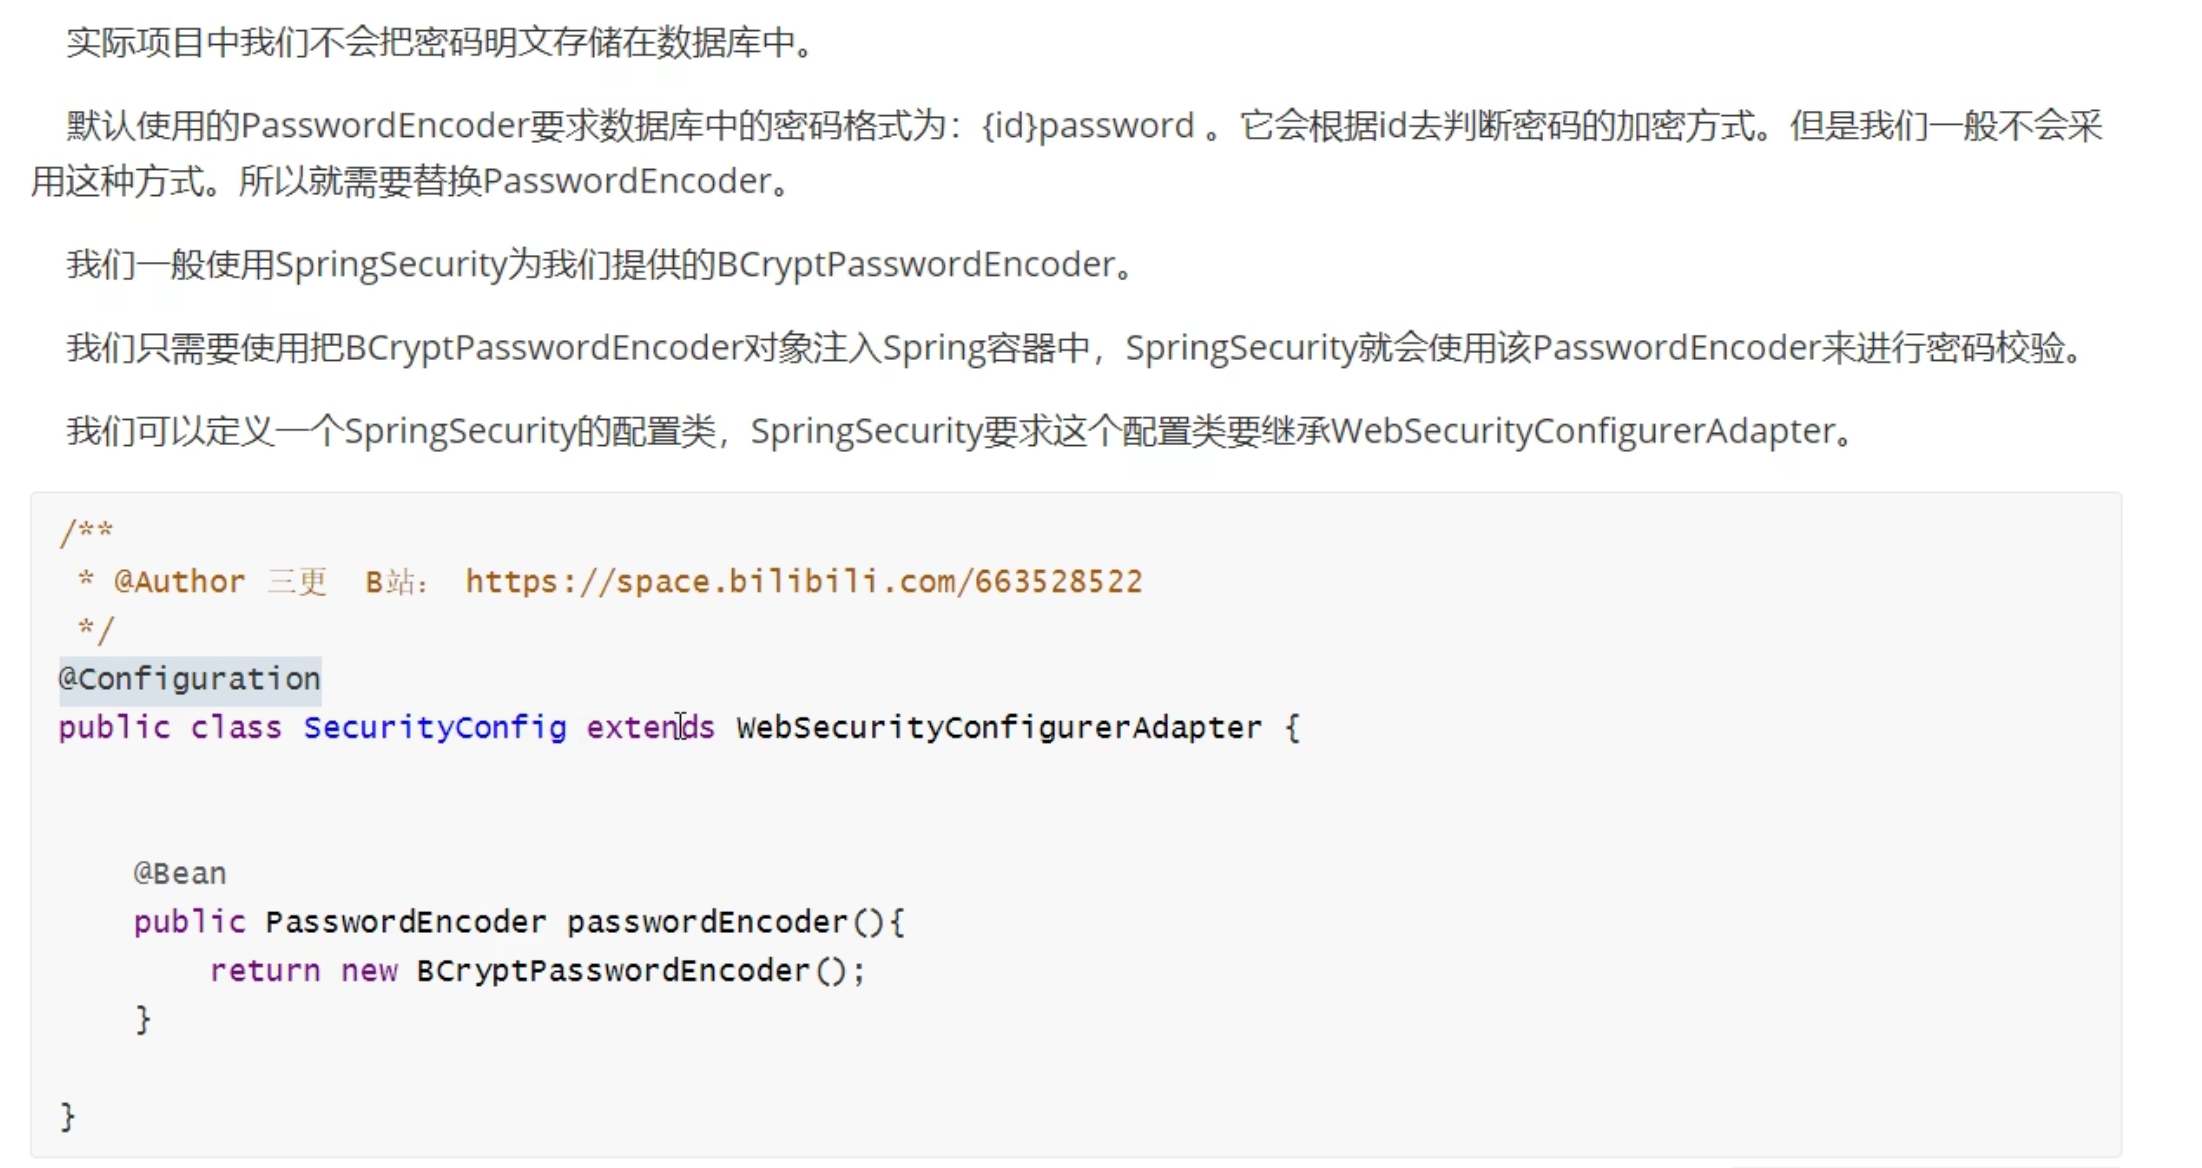 实际项目中我们不会把密码明文存储在数据库中。
默认使用的PasswordEncoder要求数据库中的密码格式为：{id}password 。它会根据id去判断密码的加密方式。但是我们一般不会采
用这种方式。所以就需要替换PasswordEncoder。
我们一般使用SpringSecurity为我们提供的BCryptPasswordEncoder。
我们只需要使用把BCryptPasswordEncoder对象注入Spring容器中，SpringSecurity就会使用该PasswordEncoder来进行密码校验。
我们可以定义一个SpringSecurity的配置类，SpringSecurity要求这个配置类要继承WebSecurityConfigurerAdapter。
/**
 * @Author 三更  B站： https://space.bilibili.com/663528522
 */
@Configuration
public class SecurityConfig extends WebSecurityConfigurerAdapter {
    @Bean
    public PasswordEncoder passwordEncoder(){
        return new BCryptPasswordEncoder();
    }
}